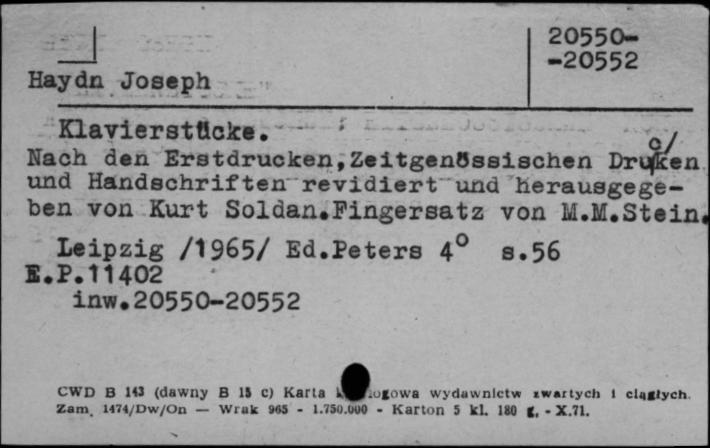 20550-
-20552
Haydn Joseph
Klavierstücke.
Nach den Erstdrucken,Zeitgenössischen Druc/ken
und Handschriften revidiert und herausgege-
ben von Kurt Soldan.Fingersatz von M.M.Stein.
Leipzig /1965/ Ed.Peters 4° s.56
E.P.11402
inw.20550-20552
CWD B 143 (dawny B 15 c) Karta wydawnictw zwartych i ciągłych.
Zam. 1474/Dw/On — Wrak 965 - 1.750.000 - Karton 5 kl. 180 g. - X.71.